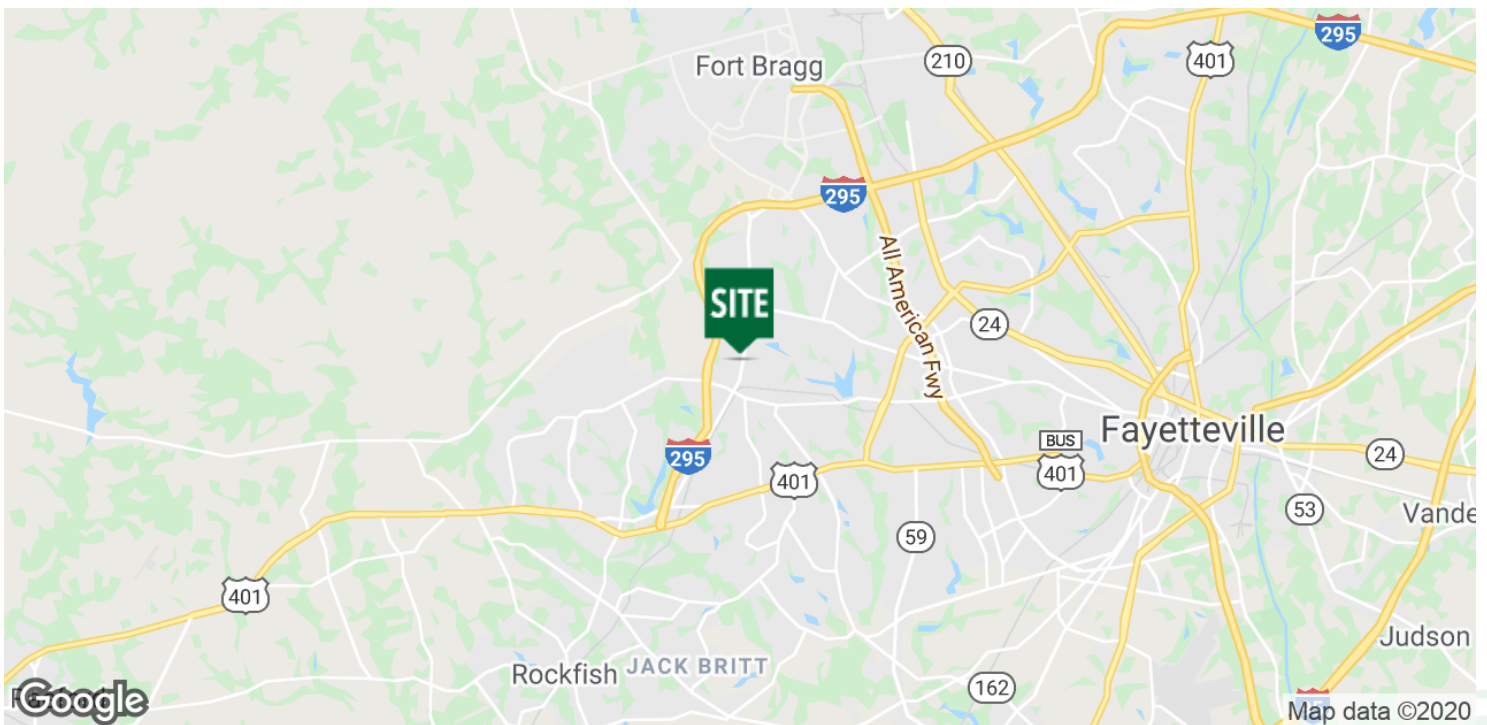 295
Fort Bragg
210
401
295
All American Fwy
SITE
24
Fayetteville
BUS
401
24
295
401
53
Vande
59
401
Judson
Rockfish
JACK BRITT
162
Google
Map data ©2020